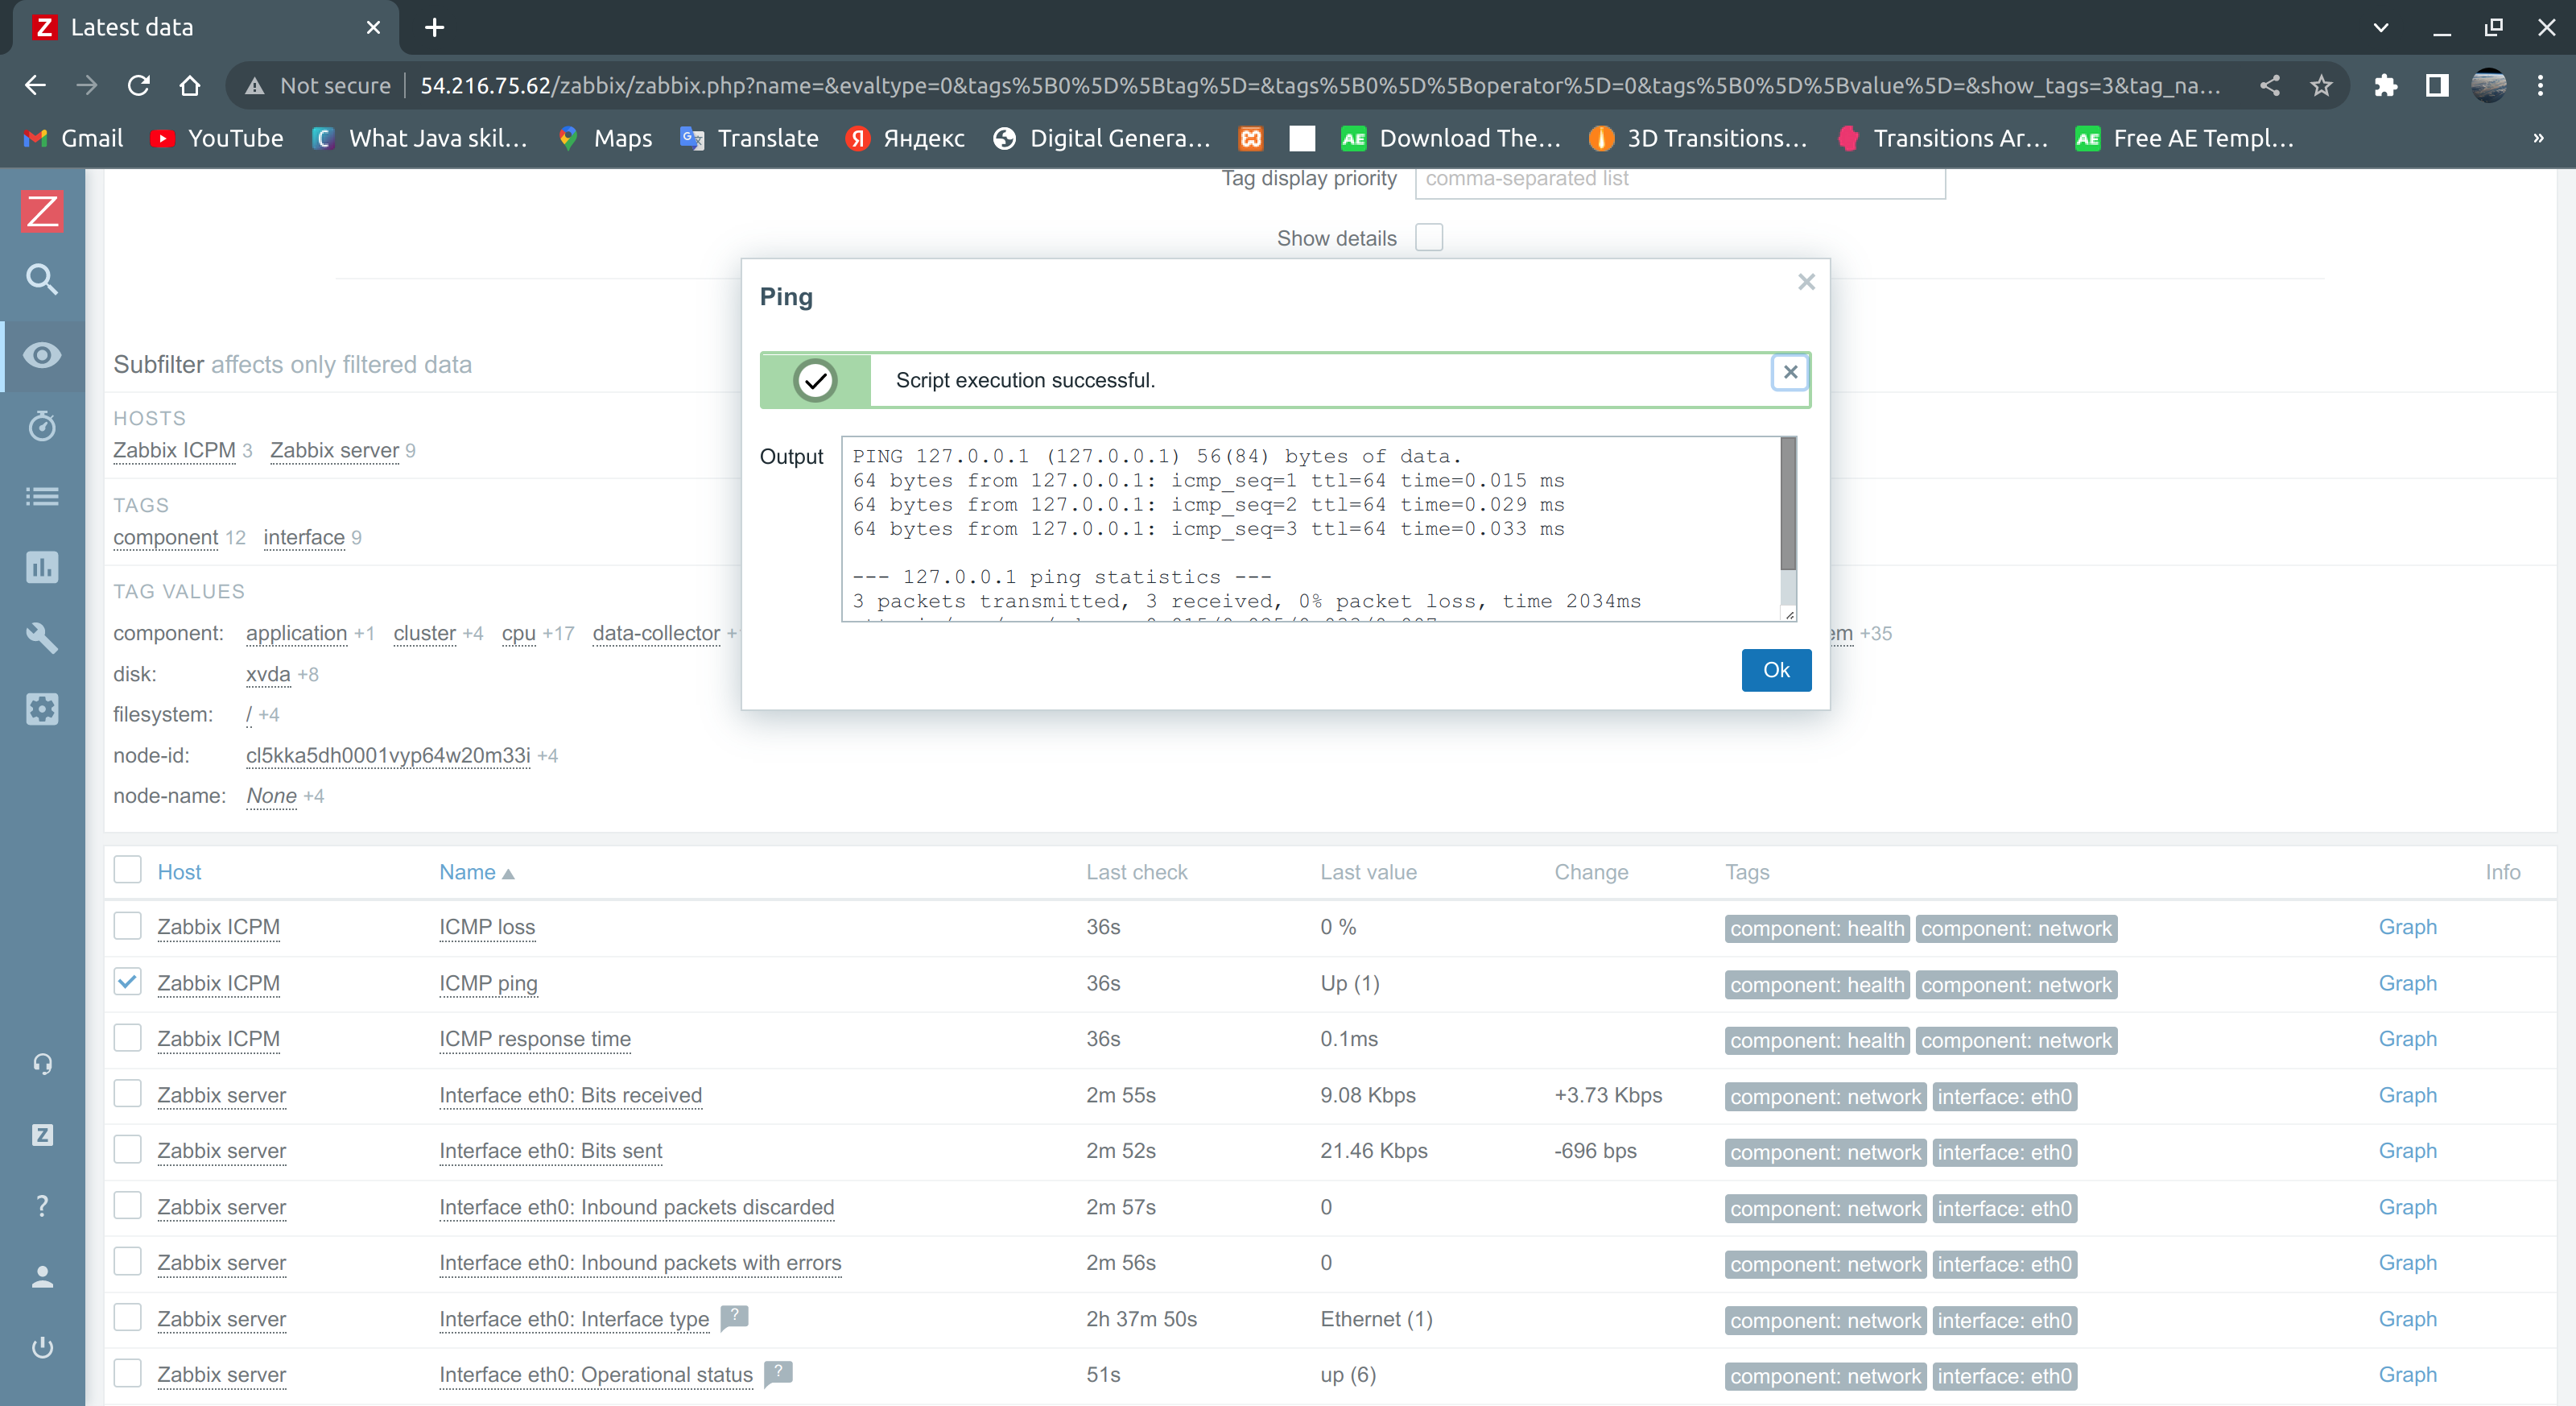 Latest data
Not secure 54.216.75.62/zabbix/zabbix.php?name=&evaltype=0&tags%5B0%5D%5Btag%5D=&tags%5B0%5D%5Boperator%5D=0&tags%5B0%5D%5Bvalue%5D=&show_tags=3&tag_na...
Gmail YouTube What Java skil... Maps Translate Яндекс Digital Genera... Download The... 3D Transitions... Transitions Ar... Free AE Templ... »
Tag display priority comma-separated list
Show details
Ping
Script execution successful.
Output
PING 127.0.0.1 (127.0.0.1) 56(84) bytes of data.
64 bytes from 127.0.0.1: icmp_seq=1 ttl=64 time=0.015 ms
64 bytes from 127.0.0.1: icmp_seq=2 ttl=64 time=0.029 ms
64 bytes from 127.0.0.1: icmp_seq=3 ttl=64 time=0.033 ms
--- 127.0.0.1 ping statistics ---
3 packets transmitted, 3 received, 0% packet loss, time 2034ms
Ok
Subfilter affects only filtered data
HOSTS
Zabbix ICPM 3 Zabbix server 9
TAGS
component 12 interface 9
TAG VALUES
component: application +1 cluster +4 cpu +17 data-collector + em +35
disk: xvda +8
filesystem: / +4
node-id: cl5kka5dh0001vyp64w20m33i +4
node-name: None +4
Host Name Last check Last value Change Tags Info
Zabbix ICPM ICMP loss 36s 0 % component: health component: network Graph
Zabbix ICPM ICMP ping 36s Up (1) component: health component: network Graph
Zabbix ICPM ICMP response time 36s 0.1ms component: health component: network Graph
Zabbix server Interface eth0: Bits received 2m 55s 9.08 Kbps +3.73 Kbps component: network interface: eth0 Graph
Zabbix server Interface eth0: Bits sent 2m 52s 21.46 Kbps -696 bps component: network interface: eth0 Graph
Zabbix server Interface eth0: Inbound packets discarded 2m 57s 0 component: network interface: eth0 Graph
Zabbix server Interface eth0: Inbound packets with errors 2m 56s 0 component: network interface: eth0 Graph
Zabbix server Interface eth0: Interface type ? 2h 37m 50s Ethernet (1) component: network interface: eth0 Graph
Zabbix server Interface eth0: Operational status ? 51s up (6) component: network interface: eth0 Graph